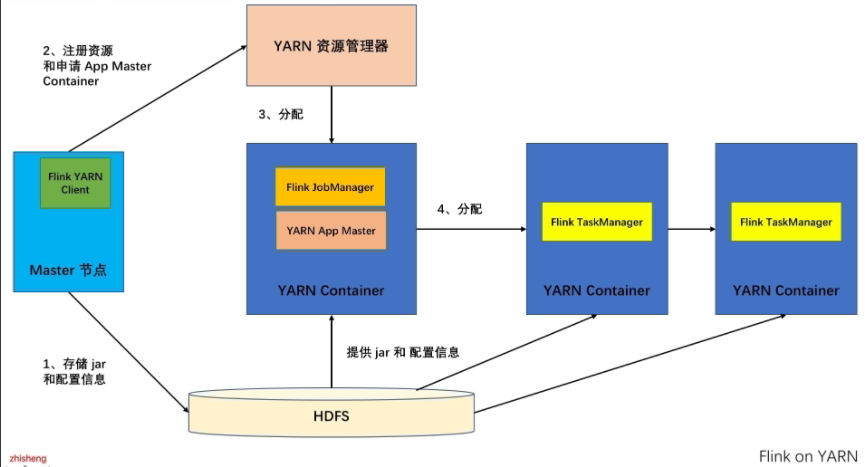 YARN 资源管理器
2、注册资源
和申请 App Master
Container
3、分配
Flink YARN
Client
Master 节点
Flink JobManager
YARN App Master
YARN Container
4、分配
Flink TaskManager
YARN Container
Flink TaskManager
YARN Container
1、存储 jar
和配置信息
提供 jar 和 配置信息
HDFS
zhisheng
Flink on YARN